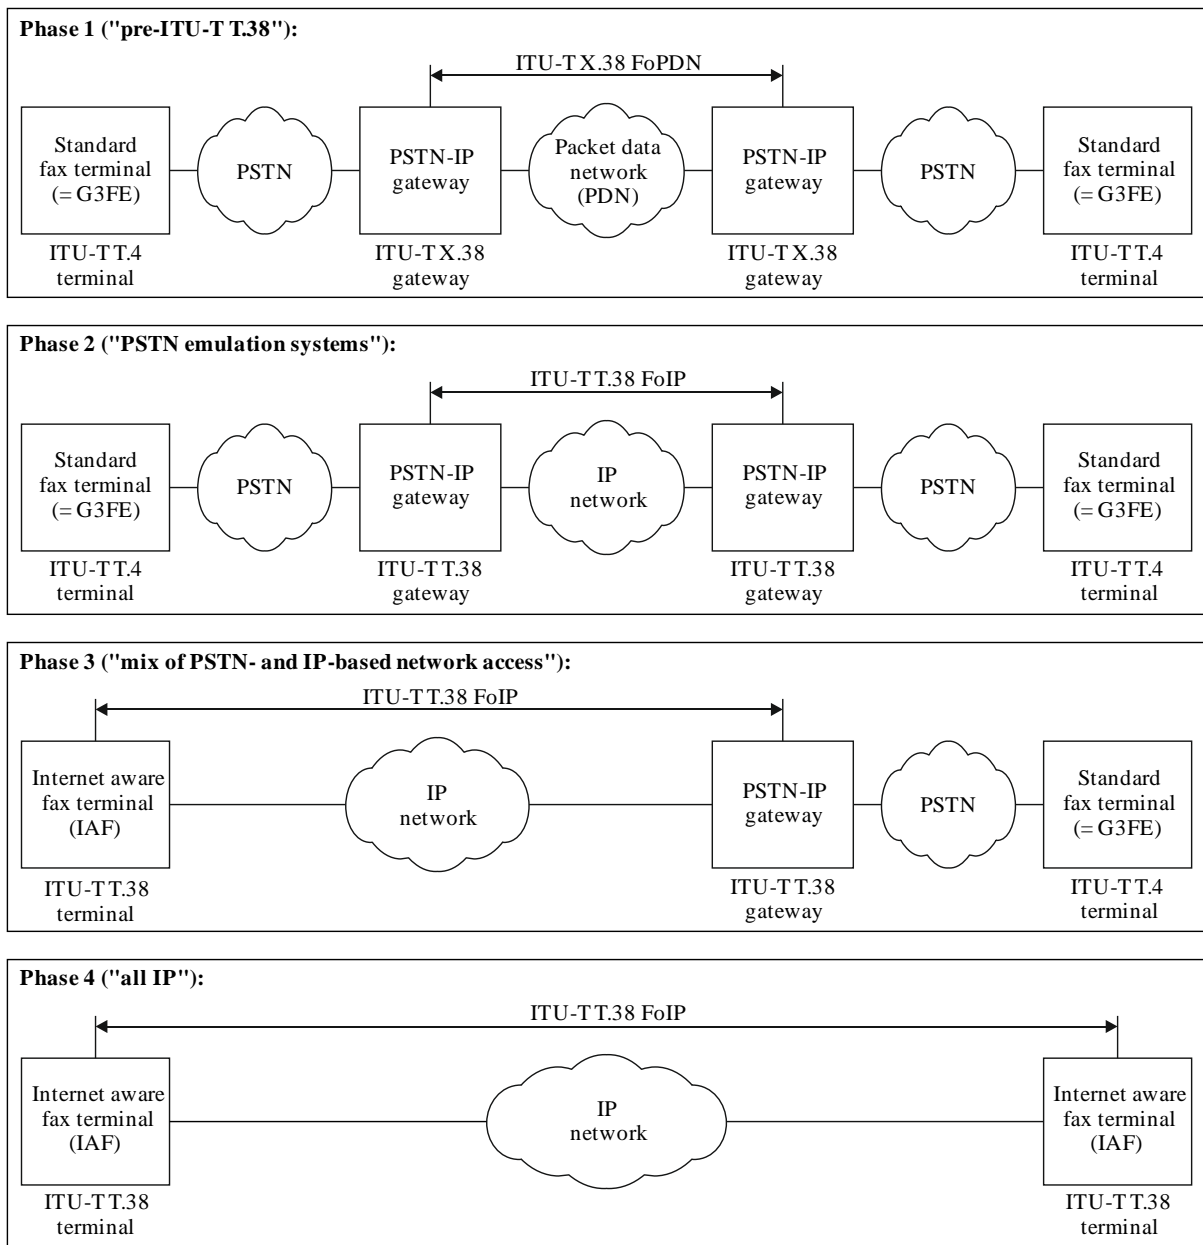 Phase 1 ("pre-ITU-T T.38"):
ITU-T X.38 FoPDN
Standard
fax terminal
(= G3FE)
PSTN
PSTN-IP
gateway
Packet data
network
(PDN)
PSTN-IP
gateway
PSTN
Standard
fax terminal
(= G3FE)
ITU-T T.4
terminal
ITU-T X.38
gateway
ITU-T X.38
gateway
ITU-T T.4
terminal
Phase 2 ("PSTN emulation systems"):
ITU-T T.38 FoIP
Standard
fax terminal
(= G3FE)
PSTN
PSTN-IP
gateway
IP
network
PSTN-IP
gateway
PSTN
Standard
fax terminal
(= G3FE)
ITU-T T.4
terminal
ITU-T T.38
gateway
ITU-T T.38
gateway
ITU-T T.4
terminal
Phase 3 ("mix of PSTN- and IP-based network access"):
ITU-T T.38 FoIP
Internet aware
fax terminal
(IAF)
IP
network
PSTN-IP
gateway
PSTN
Standard
fax terminal
(= G3FE)
ITU-T T.38
terminal
ITU-T T.38
gateway
ITU-T T.4
terminal
Phase 4 ("all IP"):
ITU-T T.38 FoIP
Internet aware
fax terminal
(IAF)
IP
network
Internet aware
fax terminal
(IAF)
ITU-T T.38
terminal
ITU-T T.38
terminal